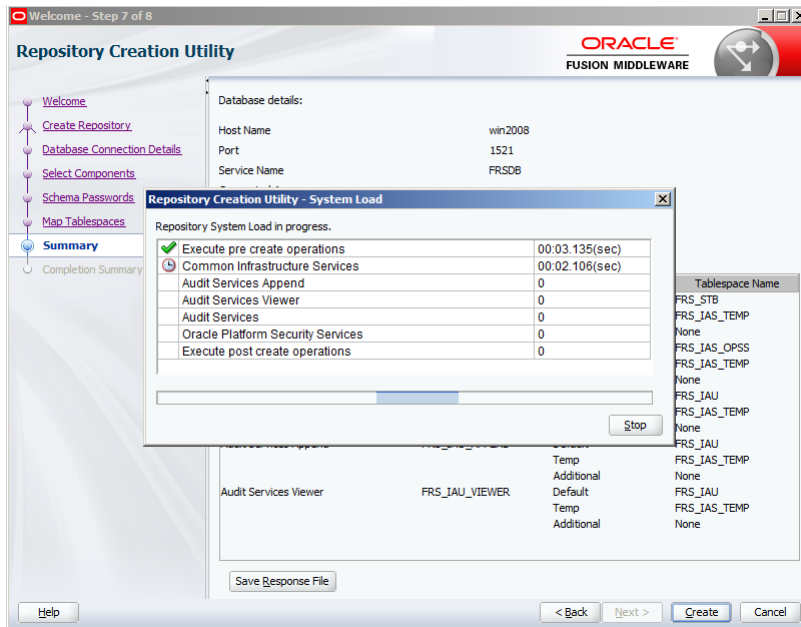 Welcome - Step 7 of 8
Repository Creation Utility
ORACLE
FUSION MIDDLEWARE
Welcome
Create Repository
Database Connection Details
Select Components
Schema Passwords
Map Tablespaces
Summary
Completion Summary
Database details:
Host Name win2008
Port 1521
Service Name FRSDB
Repository Creation Utility - System Load
Repository System Load in progress.
Execute pre create operations 00:03.135(sec)
Common Infrastructure Services 00:02.106(sec)
Audit Services Append 0
Audit Services Viewer 0
Audit Services 0
Oracle Platform Security Services 0
Execute post create operations 0
Stop
Tablespace Name
FRS_STB
FRS_IAS_TEMP
None
FRS_IAS_OPSS
FRS_IAS_TEMP
None
FRS_IAU
FRS_IAS_TEMP
None
FRS_IAU
Temp FRS_IAS_TEMP
Additional None
Audit Services Viewer FRS_IAU_VIEWER Default FRS_IAU
Temp FRS_IAS_TEMP
Additional None
Save Response File
Help
< Back Next > Create Cancel